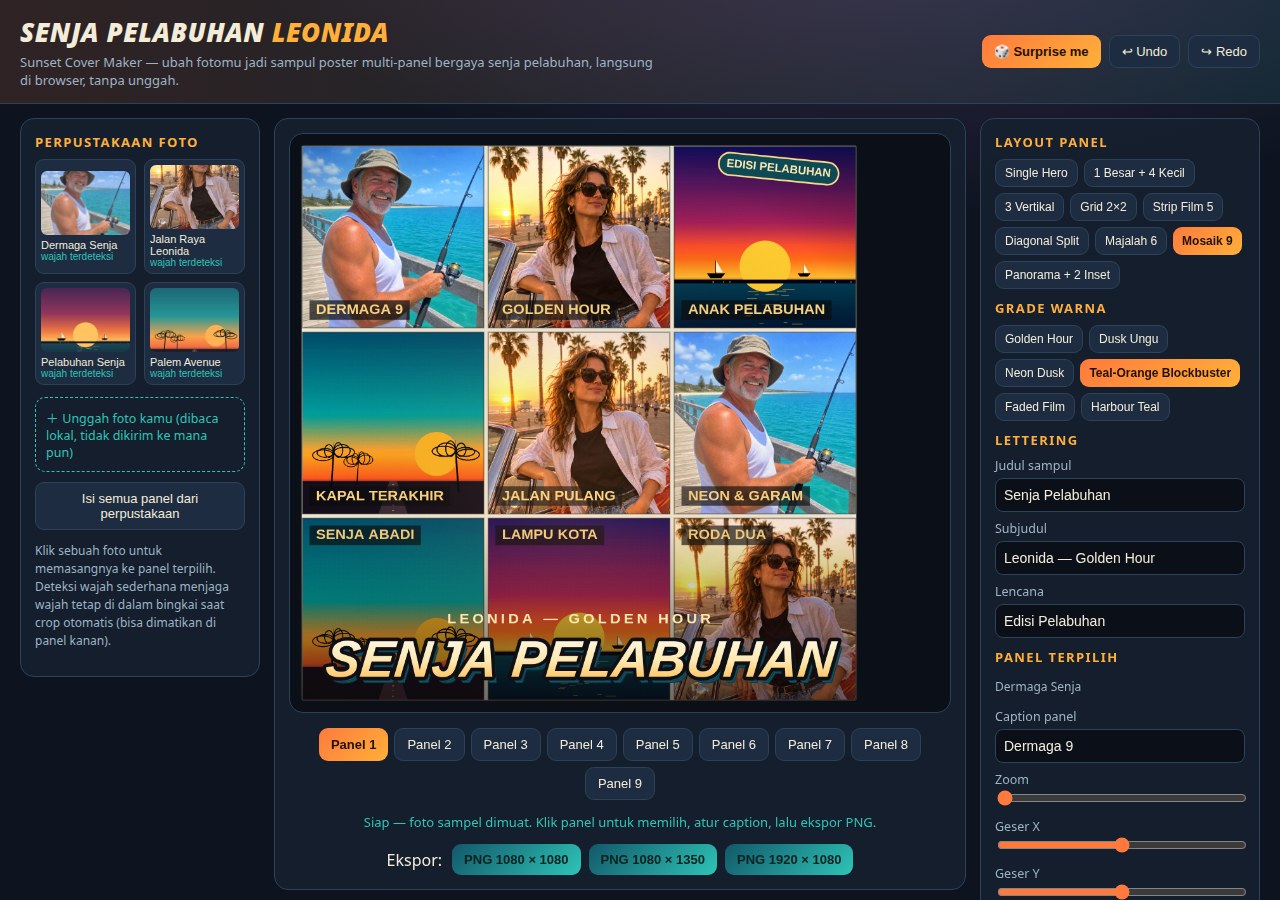 SENJA PELABUHAN LEONIDA
Sunset Cover Maker — ubah fotomu jadi sampul poster multi-panel bergaya senja pelabuhan, langsung
di browser, tanpa unggah.
🎲 Surprise me
↩ Undo
↪ Redo
PERPUSTAKAAN FOTO
Dermaga Senja
wajah terdeteksi
Jalan Raya
Leonida
wajah terdeteksi
Pelabuhan Senja
wajah terdeteksi
Palem Avenue
wajah terdeteksi
＋ Unggah foto kamu (dibaca
lokal, tidak dikirim ke mana
pun)
Isi semua panel dari
perpustakaan
Klik sebuah foto untuk
memasangnya ke panel terpilih.
Deteksi wajah sederhana menjaga
wajah tetap di dalam bingkai saat
crop otomatis (bisa dimatikan di
panel kanan).
EDISI PELABUHAN
DERMAGA 9
GOLDEN HOUR
ANAK PELABUHAN
KAPAL TERAKHIR
JALAN PULANG
NEON & GARAM
SENJA ABADI
LAMPU KOTA
RODA DUA
LEONIDA — GOLDEN HOUR
SENJA PELABUHAN
Panel 1
Panel 2
Panel 3
Panel 4
Panel 5
Panel 6
Panel 7
Panel 8
Panel 9
Siap — foto sampel dimuat. Klik panel untuk memilih, atur caption, lalu ekspor PNG.
Ekspor:
PNG 1080 × 1080
PNG 1080 × 1350
PNG 1920 × 1080
LAYOUT PANEL
Single Hero
1 Besar + 4 Kecil
3 Vertikal
Grid 2×2
Strip Film 5
Diagonal Split
Majalah 6
Mosaik 9
Panorama + 2 Inset
GRADE WARNA
Golden Hour
Dusk Ungu
Neon Dusk
Teal-Orange Blockbuster
Faded Film
Harbour Teal
LETTERING
Judul sampul
Senja Pelabuhan
Subjudul
Leonida — Golden Hour
Lencana
Edisi Pelabuhan
PANEL TERPILIH
Dermaga Senja
Caption panel
Dermaga 9
Zoom
Geser X
Geser Y